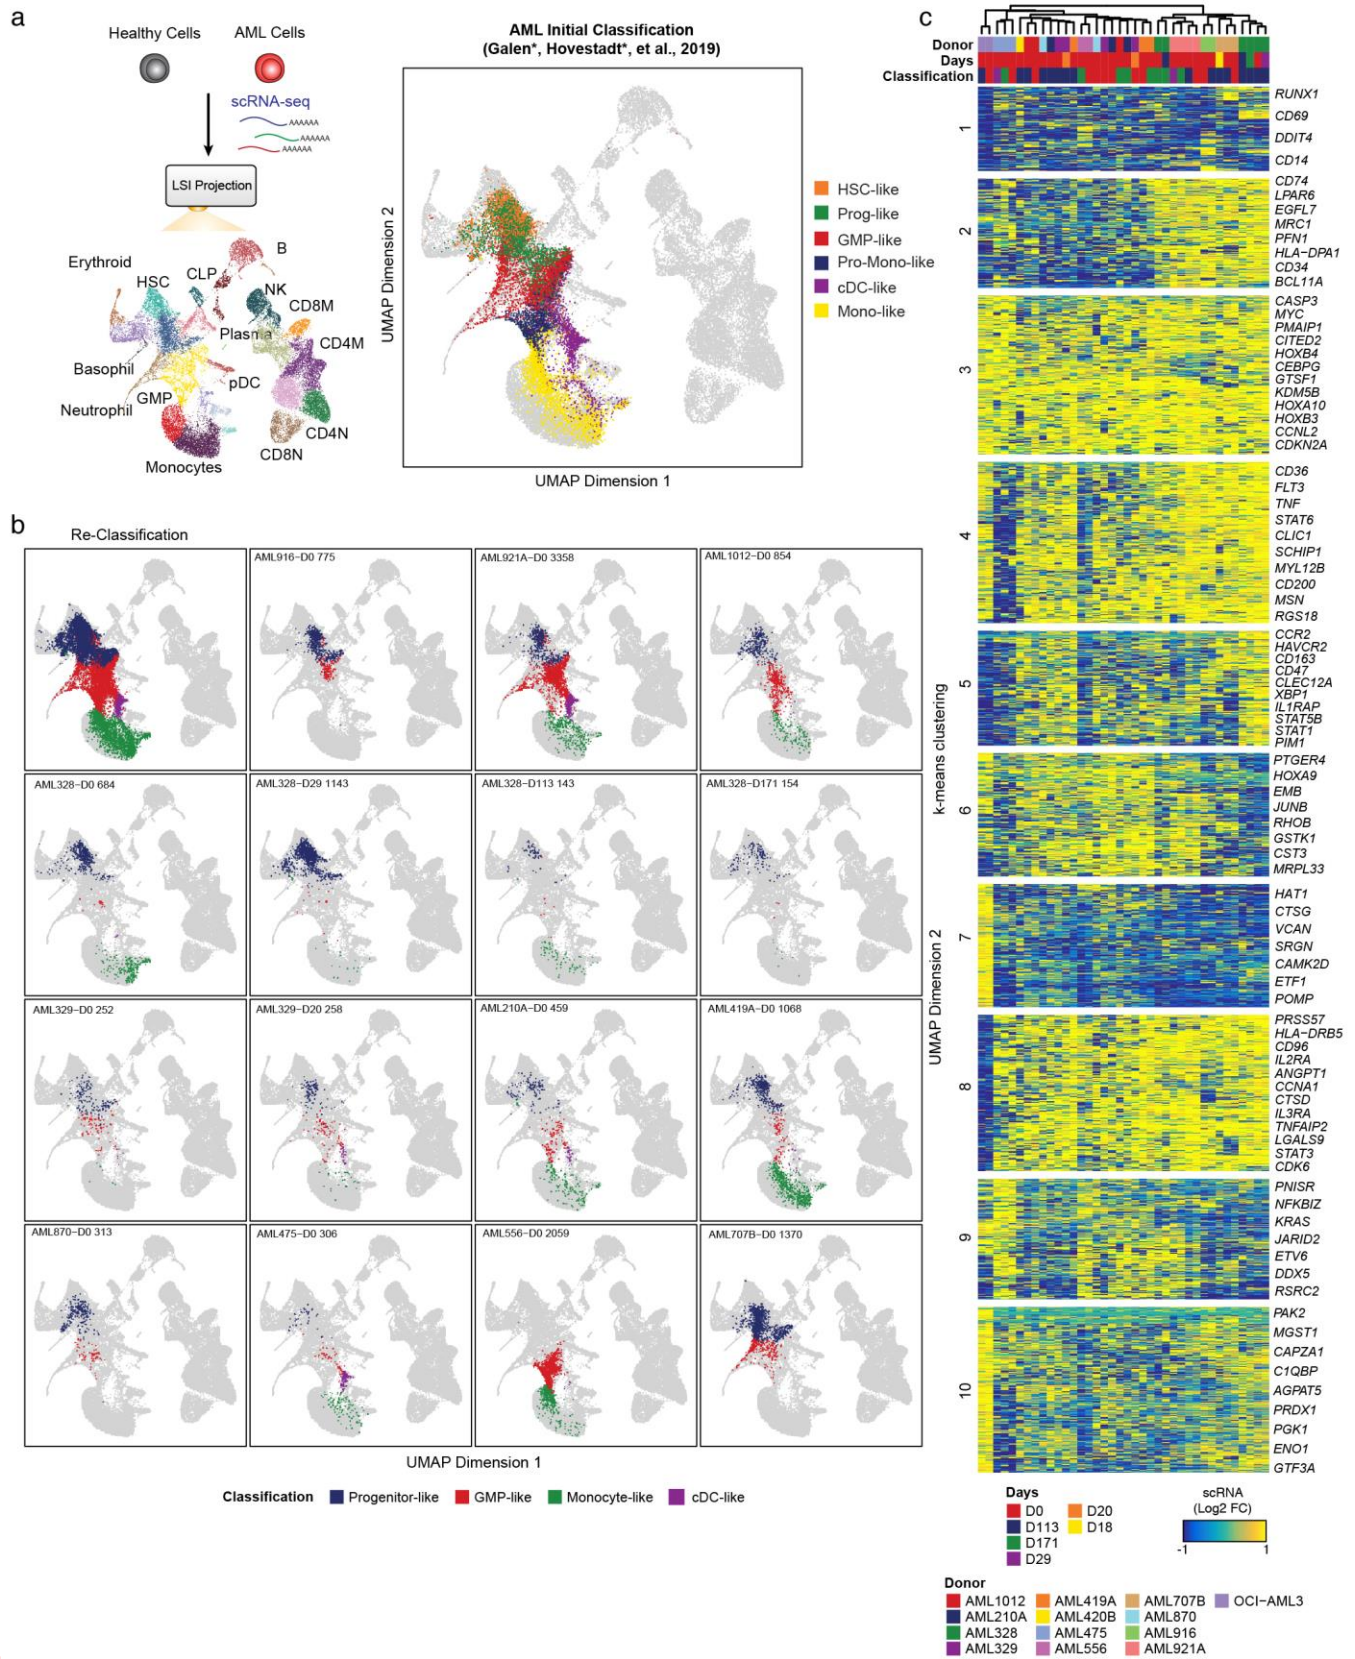 a
Healthy Cells
AML Cells
scRNA-seq
AAAAAA
AAAAAA
AAAAAA
LSI Projection
B
Erythroid
HSC
CLP
NK
CD8M
Plasma
CD4M
Basophil
pDC
GMP
Neutrophil
CD4N
CD8N
Monocytes
AML Initial Classification
(Galen*, Hovestadt*, et al., 2019)
UMAP Dimension 2
UMAP Dimension 1
HSC-like
Prog-like
GMP-like
Pro-Mono-like
cDC-like
Mono-like
b
Re-Classification
AML916-D0 775
AML921A-D0 3358
AML1012-D0 854
AML328-D0 684
AML328-D29 1143
AML328-D113 143
AML328-D171 154
AML329-D0 252
AML329-D20 258
AML210A-D0 459
AML419A-D0 1068
AML870-D0 313
AML475-D0 306
AML556-D0 2059
AML707B-D0 1370
UMAP Dimension 2
UMAP Dimension 1
Classification
Progenitor-like
GMP-like
Monocyte-like
cDC-like
c
Donor
Days
Classification
k-means clustering
1
RUNX1
CD69
DDIT4
CD14
2
CD74
LPAR6
EGFL7
MRC1
PFN1
HLA-DPA1
CD34
BCL11A
3
CASP3
MYC
PMAIP1
CITED2
HOXB4
CEBPG
GTSF1
KDM5B
HOXA10
HOXB3
CCNL2
CDKN2A
4
CD36
FLT3
TNF
STAT6
CLIC1
SCHIP1
MYL12B
CD200
MSN
RGS18
5
CCR2
HAVCR2
CD163
CD47
CLEC12A
XBP1
IL1RAP
STAT5B
STAT1
PIM1
6
PTGER4
HOXA9
EMB
JUNB
RHOB
GSTK1
CST3
MRPL33
7
HAT1
CTSG
VCAN
SRGN
CAMK2D
ETF1
POMP
8
PRSS57
HLA-DRB5
CD96
IL2RA
ANGPT1
CCNA1
CTSD
IL3RA
TNFAIP2
LGALS9
STAT3
CDK6
9
PNISR
NFKBIZ
KRAS
JARID2
ETV6
DDX5
RSRC2
10
PAK2
MGST1
CAPZA1
C1QBP
AGPAT5
PRDX1
PGK1
ENO1
GTF3A
Days
D0
D113
D171
D29
D20
D18
scRNA
(Log2 FC)
-1
1
Donor
AML1012
AML210A
AML328
AML329
AML419A
AML420B
AML475
AML556
AML707B
AML870
AML916
AML921A
OCI-AML3